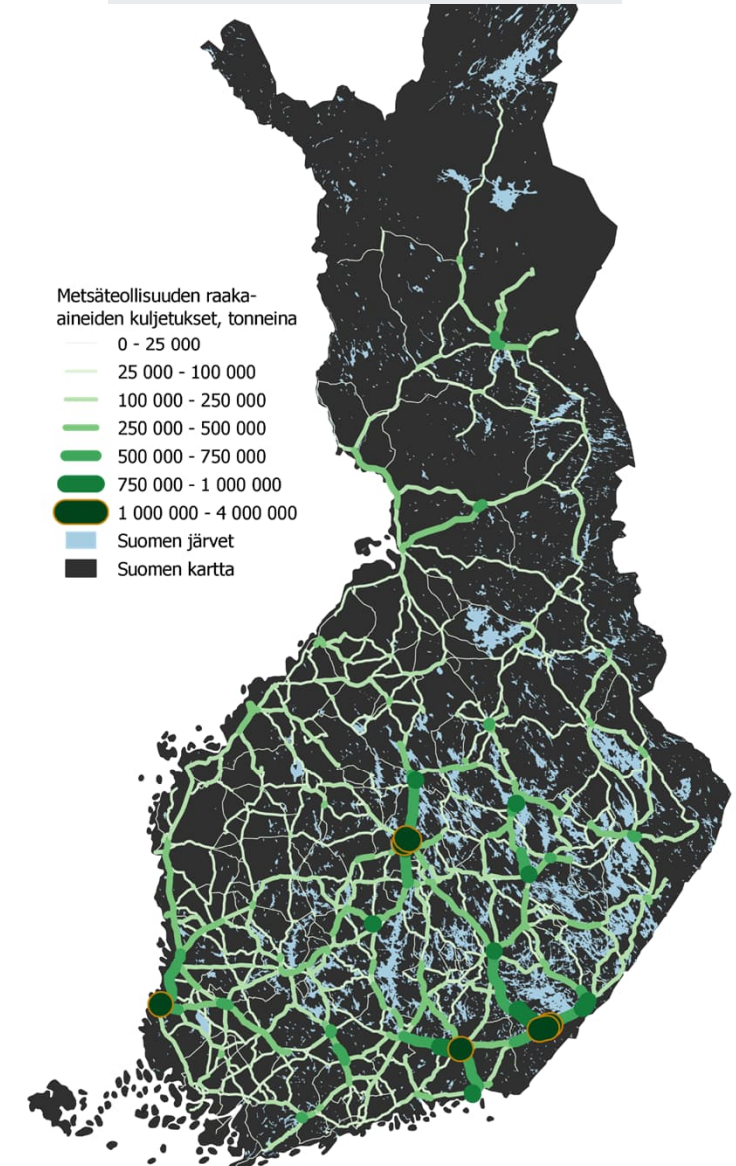 Metsäteollisuuden raaka-
aineiden kuljetukset, tonneina
0 - 25 000
25 000 - 100 000
100 000 - 250 000
250 000 - 500 000
500 000 - 750 000
750 000 - 1 000 000
1 000 000 - 4 000 000
Suomen järvet
Suomen kartta